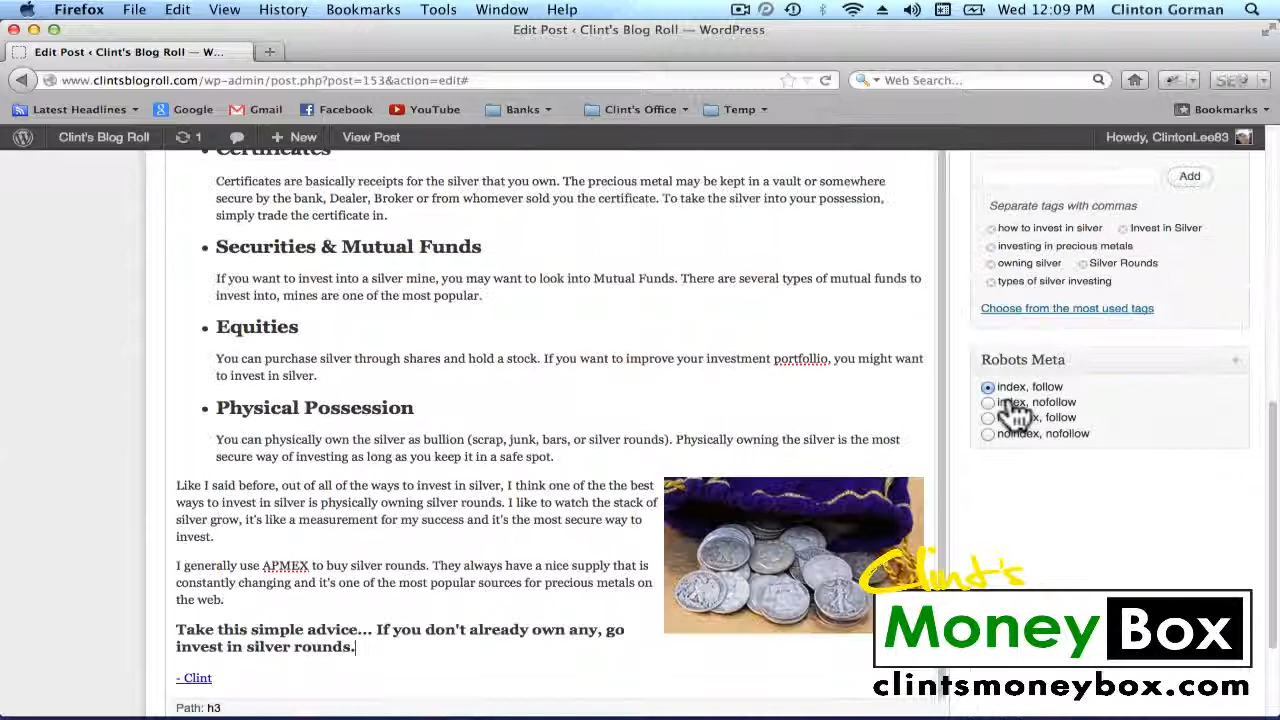 Firefox File Edit View History Bookmarks Tools Window Help Wed 12:09 PM Clinton Gorman
Edit Post ‹ Clint's Blog Roll — WordPress
Edit Post ‹ Clint's Blog Roll — W...
www.clintsblogroll.com/wp-admin/post.php?post=153&action=edit# Web Search...
Latest Headlines Google Gmail Facebook YouTube Banks Clint's Office Temp Bookmarks
Clint's Blog Roll 1 + New View Post Howdy, ClintonLee83
Certificates
Certificates are basically receipts for the silver that you own. The precious metal may be kept in a vault or somewhere
secure by the bank, Dealer, Broker or from whomever sold you the certificate. To take the silver into your possession,
simply trade the certificate in.
• Securities & Mutual Funds
If you want to invest into a silver mine, you may want to look into Mutual Funds. There are several types of mutual funds to
invest into, mines are one of the most popular.
• Equities
You can purchase silver through shares and hold a stock. If you want to improve your investment portfollio, you might want
to invest in silver.
• Physical Possession
You can physically own the silver as bullion (scrap, junk, bars, or silver rounds). Physically owning the silver is the most
secure way of investing as long as you keep it in a safe spot.
Like I said before, out of all of the ways to invest in silver, I think one of the the best
ways to invest in silver is physically owning silver rounds. I like to watch the stack of
silver grow, it's like a measurement for my success and it's the most secure way to
invest.
I generally use APMEX to buy silver rounds. They always have a nice supply that is
constantly changing and it's one of the most popular sources for precious metals on
the web.
Take this simple advice... If you don't already own any, go
invest in silver rounds.
- Clint
Path: h3
Add
Separate tags with commas
how to invest in silver Invest in Silver
investing in precious metals
owning silver Silver Rounds
types of silver investing
Choose from the most used tags
Robots Meta
index, follow
index, nofollow
follow
noindex, nofollow
Clint's
Money Box
clintsmoneybox.com